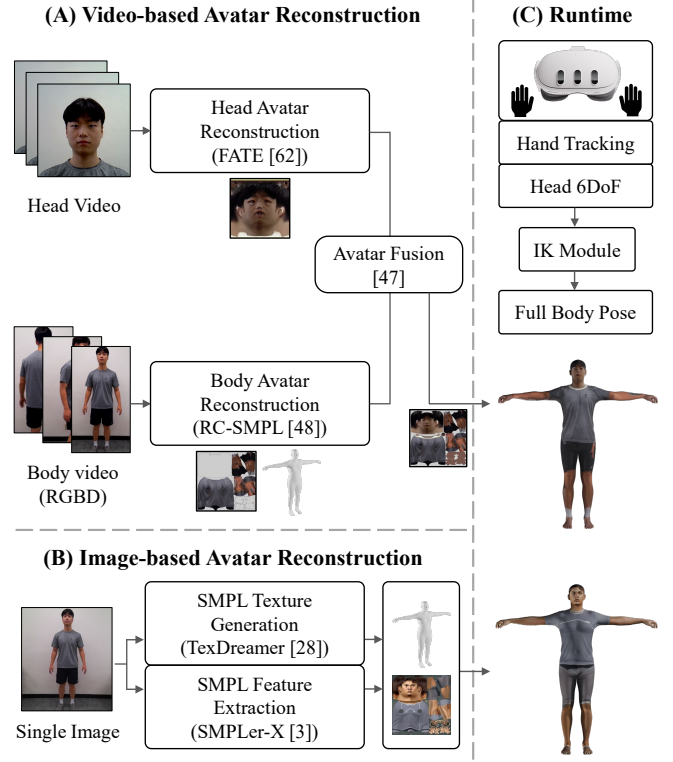 (A) Video-based Avatar Reconstruction
Head Video
Head Avatar
Reconstruction
(FATE [62])
Avatar Fusion
[47]
Body video
(RGBD)
Body Avatar
Reconstruction
(RC-SMPL [48])
(B) Image-based Avatar Reconstruction
Single Image
SMPL Texture
Generation
(TexDreamer [28])
SMPL Feature
Extraction
(SMPLer-X [3])
(C) Runtime
Hand Tracking
Head 6DoF
IK Module
Full Body Pose